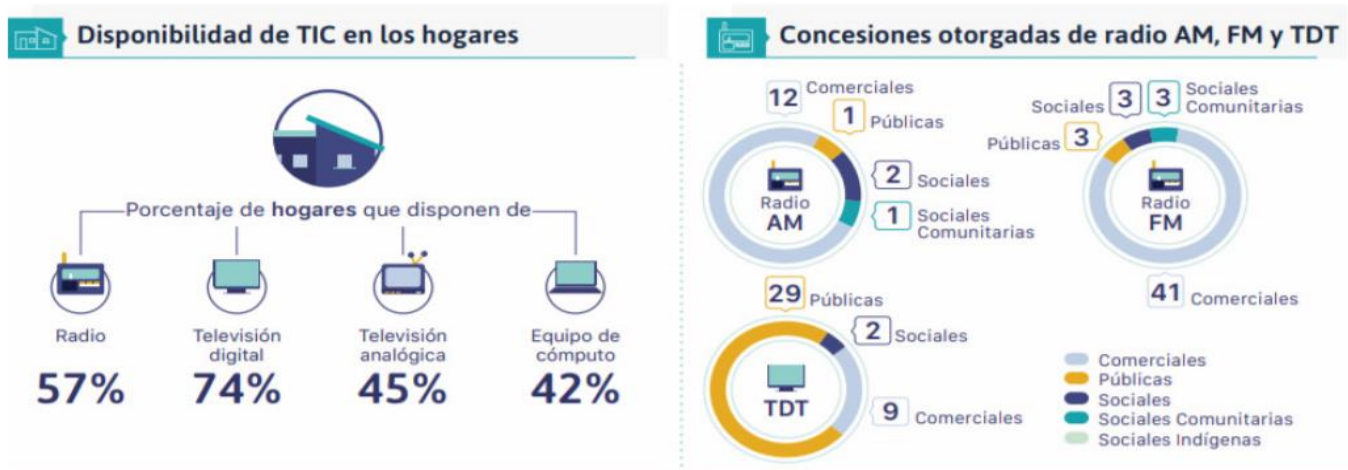 Disponibilidad de TIC en los hogares
Porcentaje de hogares que disponen de
Radio
57%
Televisión
digital
74%
Televisión
analógica
45%
Equipo de
cómputo
42%
Concesiones otorgadas de radio AM, FM y TDT
12 Comerciales
1 Públicas
2 Sociales
1 Sociales
Comunitarias
Radio
AM
Sociales 3
3 Sociales
Comunitarias
Públicas 3
Radio
FM
41 Comerciales
29 Públicas
2 Sociales
9 Comerciales
TDT
Comerciales
Públicas
Sociales
Sociales Comunitarias
Sociales Indígenas